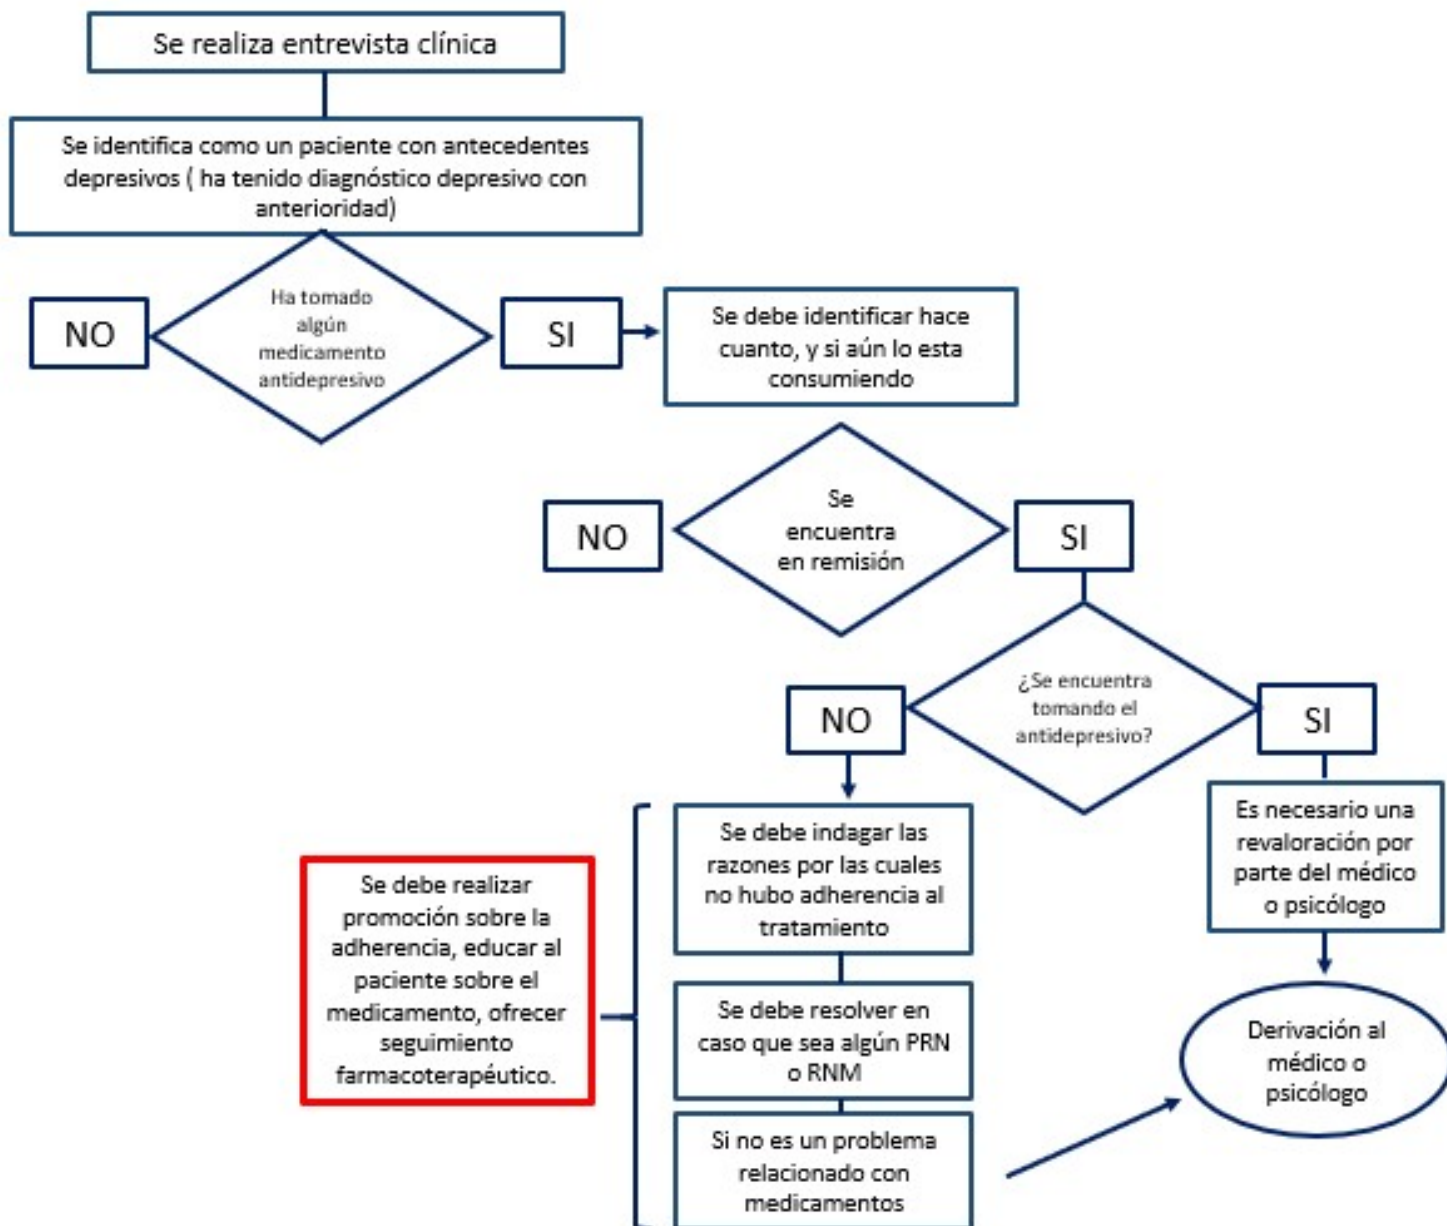 Se realiza entrevista clínica
Se identifica como un paciente con antecedentes
depresivos ( ha tenido diagnóstico depresivo con
anterioridad)
NO
Ha tomado
algún
medicamento
antidepresivo
SI
Se debe identificar hace
cuanto, y si aún lo esta
consumiendo
NO
Se
encuentra
en remisión
SI
NO
¿Se encuentra
tomando el
antidepresivo?
SI
Se debe realizar
promoción sobre la
adherencia, educar al
paciente sobre el
medicamento, ofrecer
seguimiento
farmacoterapéutico.
Se debe indagar las
razones por las cuales
no hubo adherencia al
tratamiento
Se debe resolver en
caso que sea algún PRN
o RNM
Si no es un problema
relacionado con
medicamentos
Es necesario una
revaloración por
parte del médico
o psicólogo
Derivación al
médico o
psicólogo